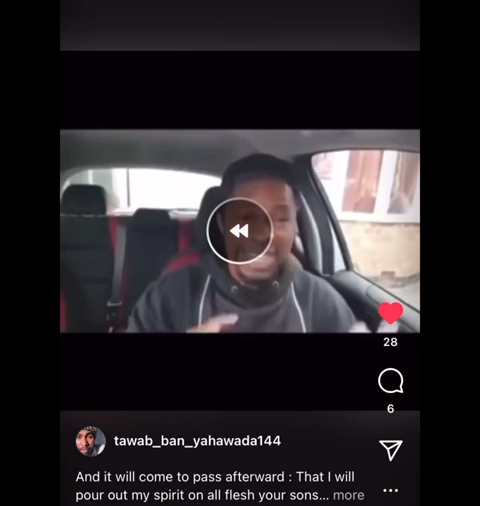 28
6
tawab_ban_yahawada144
And it will come to pass afterward : That I will
pour out my spirit on all flesh your sons... more